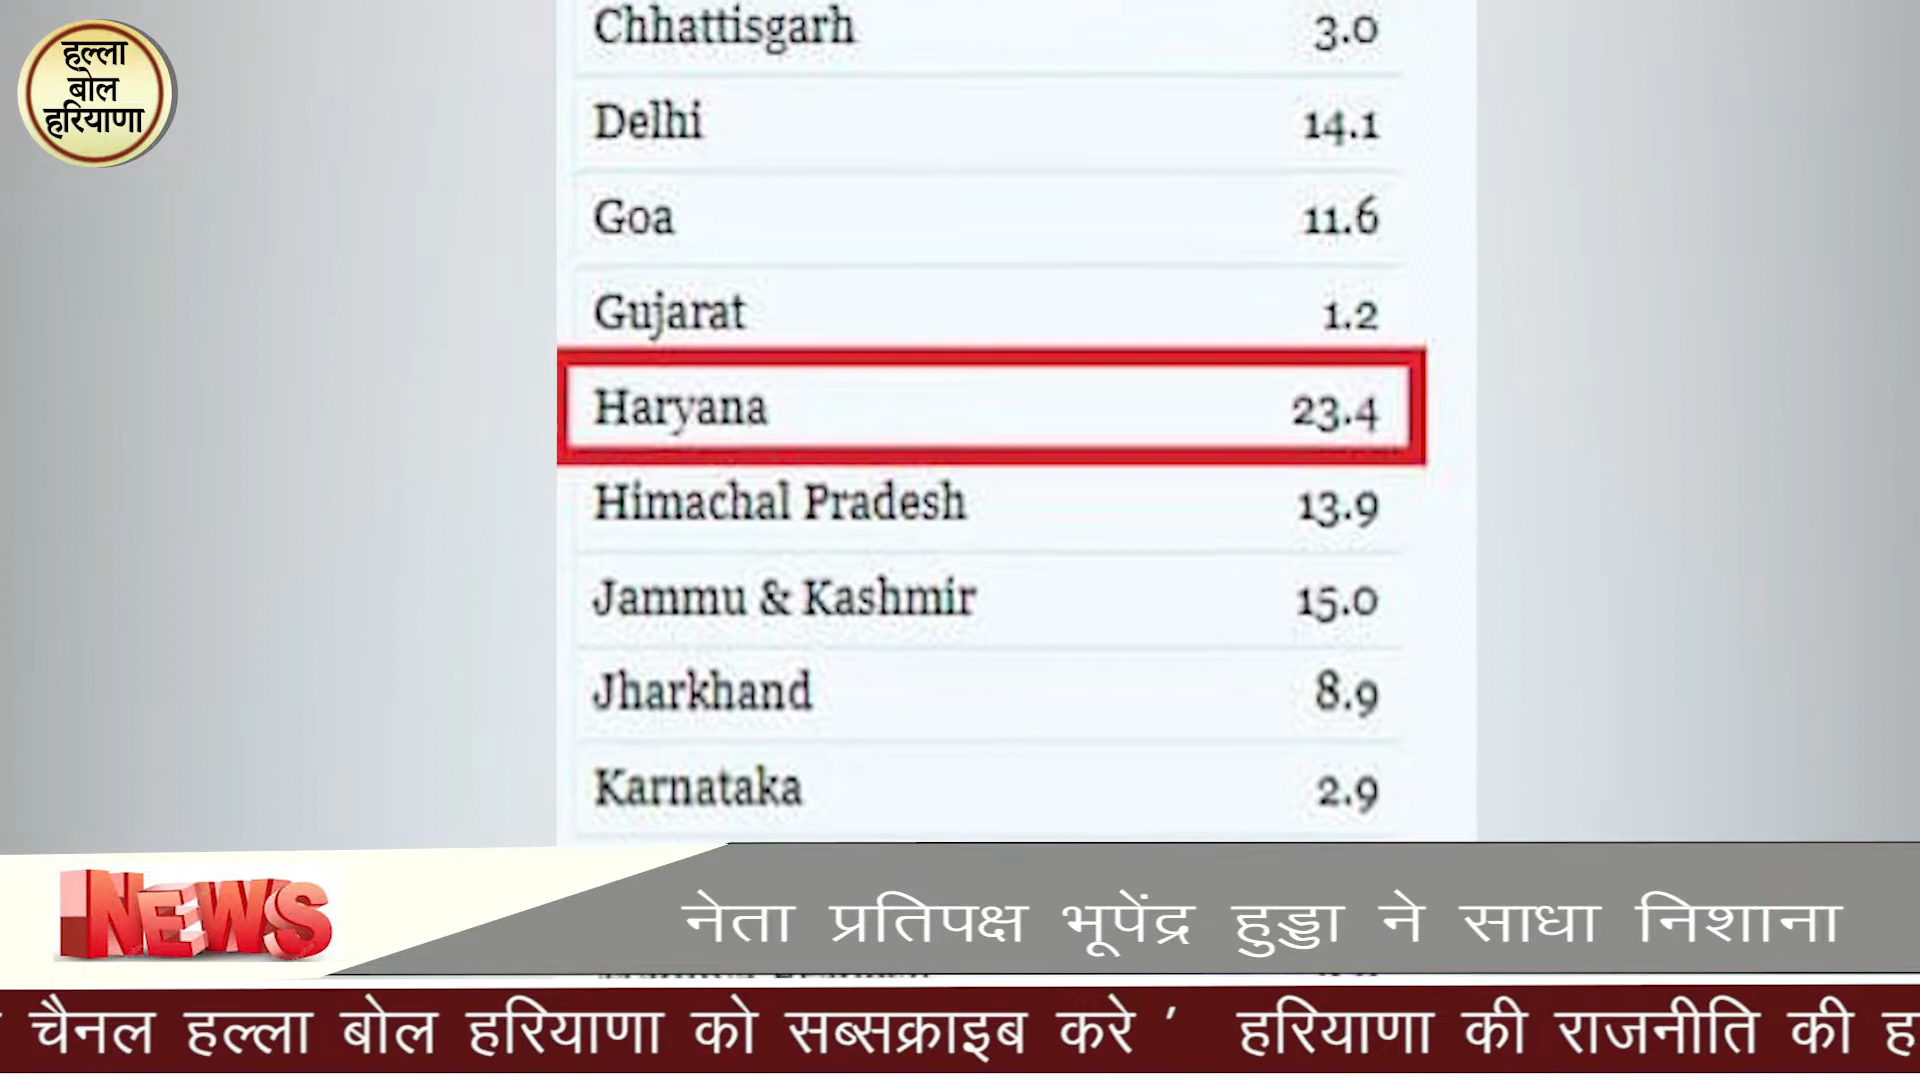 हल्ला
बोल
हरियाणा
Chhattisgarh 3.0
Delhi 14.1
Goa 11.6
Gujarat 1.2
Haryana 23.4
Himachal Pradesh 13.9
Jammu & Kashmir 15.0
Jharkhand 8.9
Karnataka 2.9
NEWS
नेता प्रतिपक्ष भूपेंद्र हुड्डा ने साधा निशाना
चैनल हल्ला बोल हरियाणा को सब्सक्राइब करे ' हरियाणा की राजनीति की